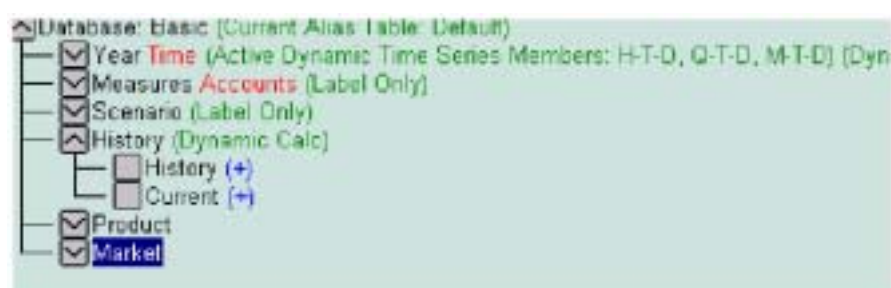 Database: Basic (Current Alias Table: Default)
Year Time (Active Dynamic Time Series Members: H-T-D, Q-T-D, M-T-D) (Dyn
Measures Accounts (Label Only)
Scenario (Label Only)
History (Dynamic Calc)
History (+)
Current (+)
Product
Market